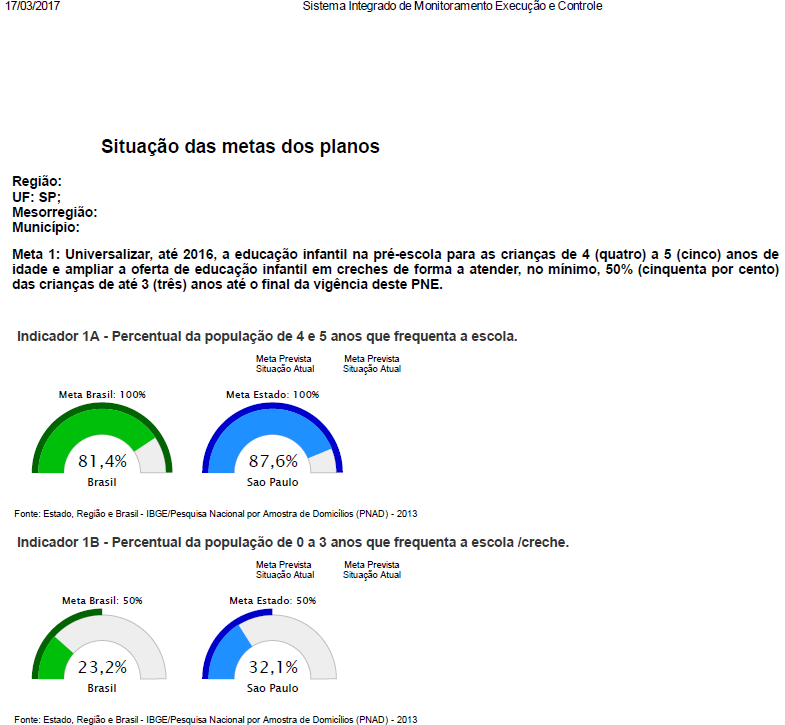 17/03/2017 Sistema Integrado de Monitoramento Execução e Controle
Situação das metas dos planos
Região:
UF: SP;
Mesorregião:
Município:
Meta 1: Universalizar, até 2016, a educação infantil na pré-escola para as crianças de 4 (quatro) a 5 (cinco) anos de
idade e ampliar a oferta de educação infantil em creches de forma a atender, no mínimo, 50% (cinquenta por cento)
das crianças de até 3 (três) anos até o final da vigência deste PNE.
Indicador 1A - Percentual da população de 4 e 5 anos que frequenta a escola.
Meta Prevista Meta Prevista
Situação Atual Situação Atual
Meta Brasil: 100% Meta Estado: 100%
81,4% 87,6%
Brasil Sao Paulo
Fonte: Estado, Região e Brasil - IBGE/Pesquisa Nacional por Amostra de Domicílios (PNAD) - 2013
Indicador 1B - Percentual da população de 0 a 3 anos que frequenta a escola /creche.
Meta Prevista Meta Prevista
Situação Atual Situação Atual
Meta Brasil: 50% Meta Estado: 50%
23,2% 32,1%
Brasil Sao Paulo
Fonte: Estado, Região e Brasil - IBGE/Pesquisa Nacional por Amostra de Domicílios (PNAD) - 2013